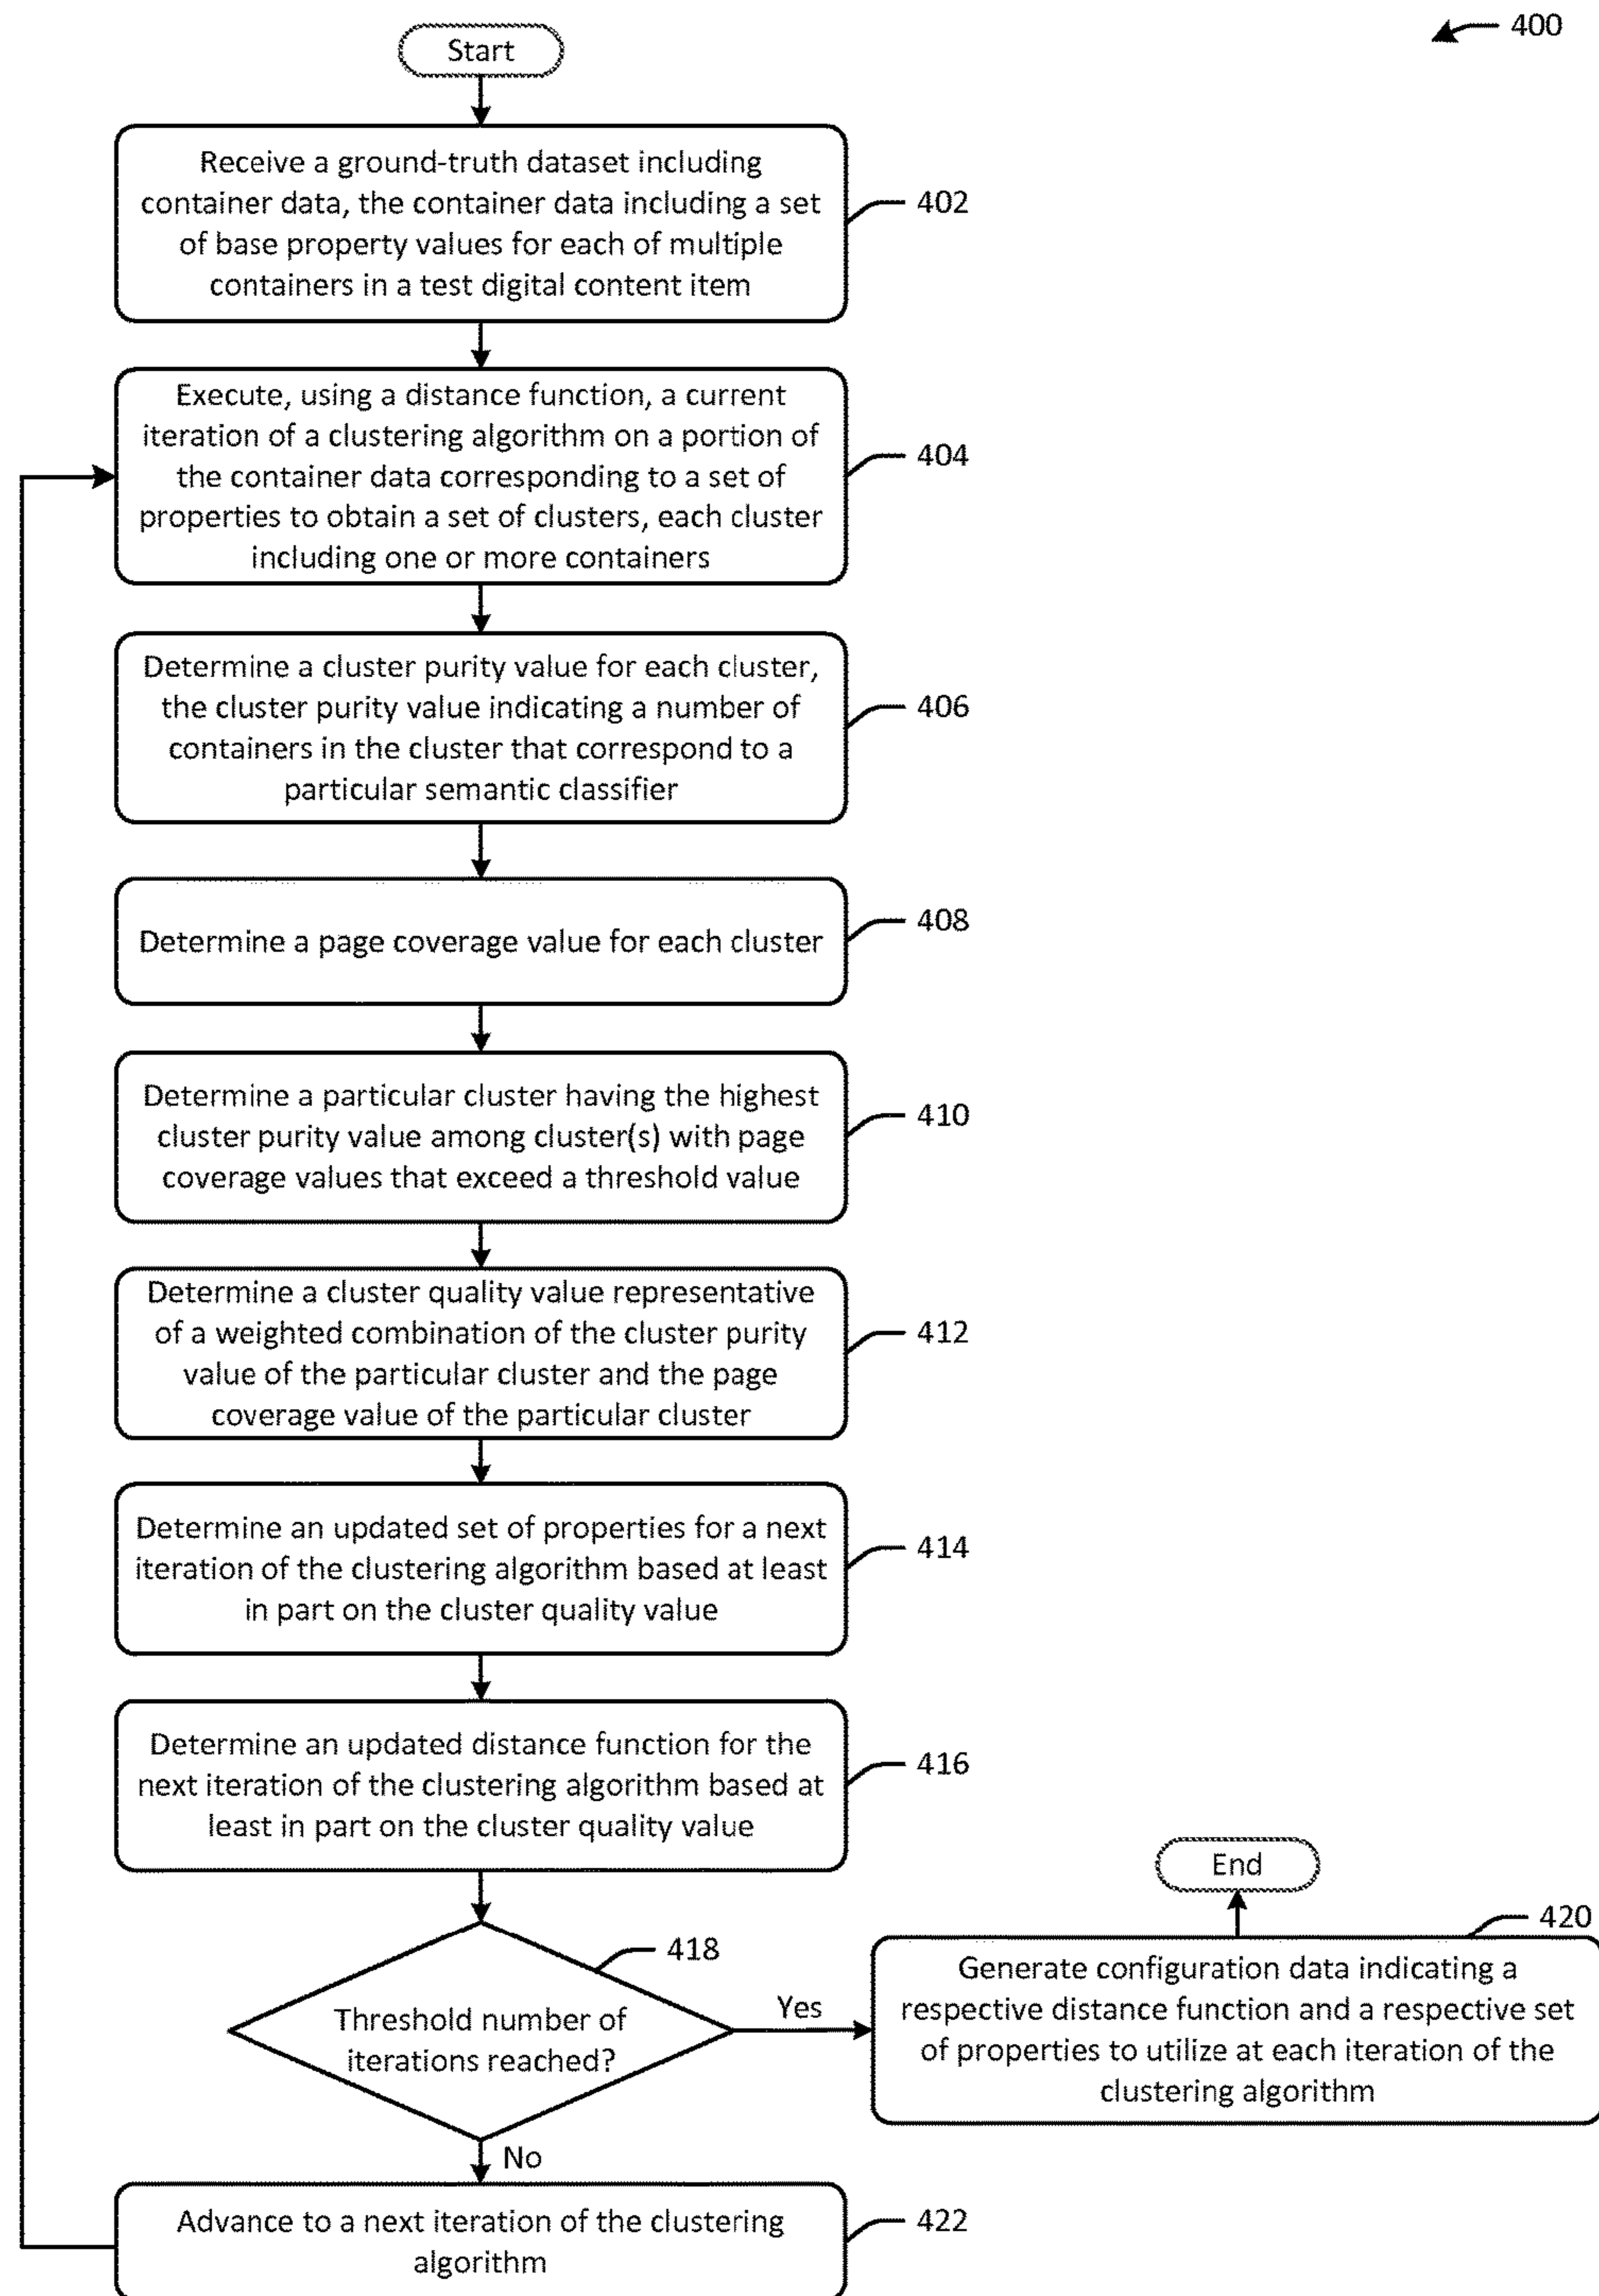 400
Start
Receive a ground-truth dataset including
container data, the container data including a set
of base property values for each of multiple
containers in a test digital content item
402
Execute, using a distance function, a current
iteration of a clustering algorithm on a portion of
the container data corresponding to a set of
properties to obtain a set of clusters, each cluster
including one or more containers
404
Determine a cluster purity value for each cluster,
the cluster purity value indicating a number of
containers in the cluster that correspond to a
particular semantic classifier
406
Determine a page coverage value for each cluster
408
Determine a particular cluster having the highest
cluster purity value among cluster(s) with page
coverage values that exceed a threshold value
410
Determine a cluster quality value representative
of a weighted combination of the cluster purity
value of the particular cluster and the page
coverage value of the particular cluster
412
Determine an updated set of properties for a next
iteration of the clustering algorithm based at least
in part on the cluster quality value
414
Determine an updated distance function for the
next iteration of the clustering algorithm based at
least in part on the cluster quality value
416
Threshold number of
iterations reached?
418
Yes
End
Generate configuration data indicating a
respective distance function and a respective set
of properties to utilize at each iteration of the
clustering algorithm
420
No
Advance to a next iteration of the clustering
algorithm
422